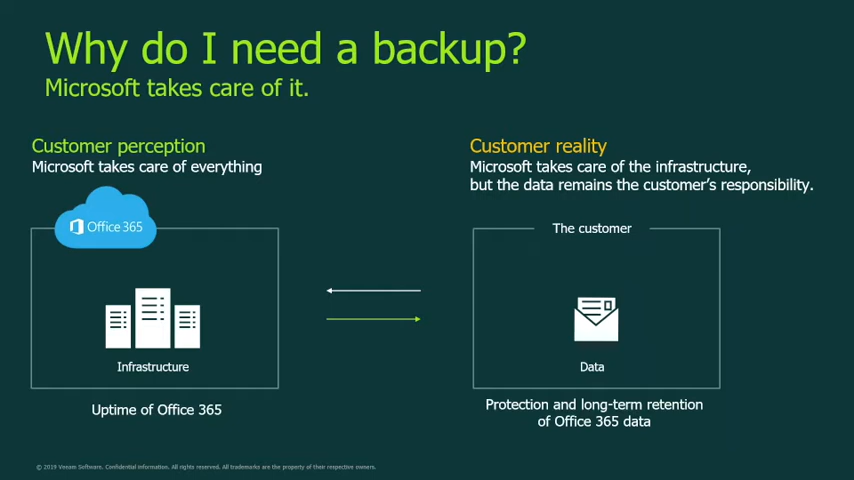 Why do I need a backup?
Microsoft takes care of it.
Customer perception
Microsoft takes care of everything
Office 365
Infrastructure
Uptime of Office 365
Customer reality
Microsoft takes care of the infrastructure,
but the data remains the customer's responsibility.
The customer
Data
Protection and long-term retention
of Office 365 data
© 2019 Veeam Software. Confidential information. All rights reserved. All trademarks are the property of their respective owners.